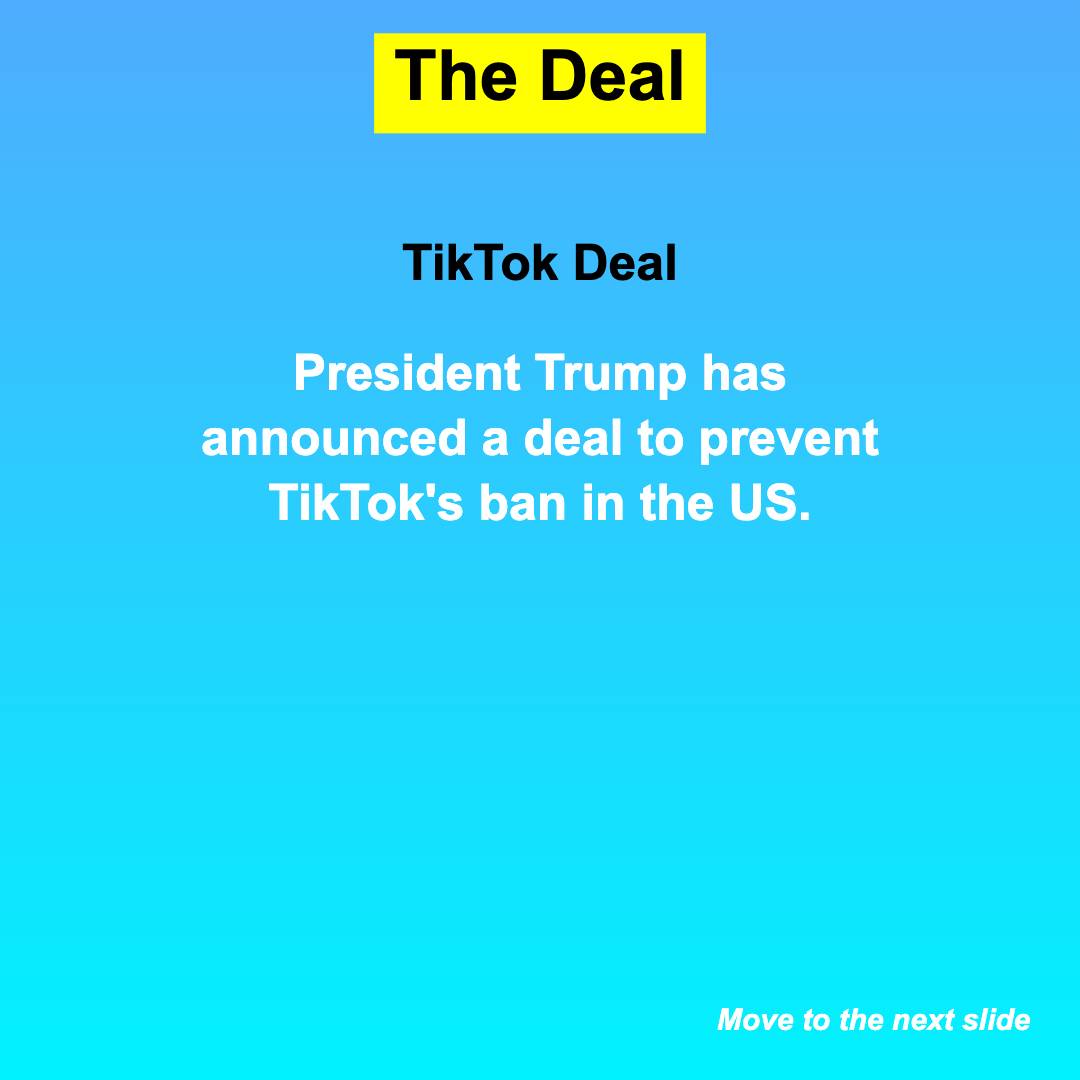 The Deal
TikTok Deal
President Trump has
announced a deal to prevent
TikTok's ban in the US.
Move to the next slide